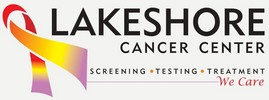 LAKESHORE
CANCER CENTER
SCREENING • TESTING • TREATMENT
We Care